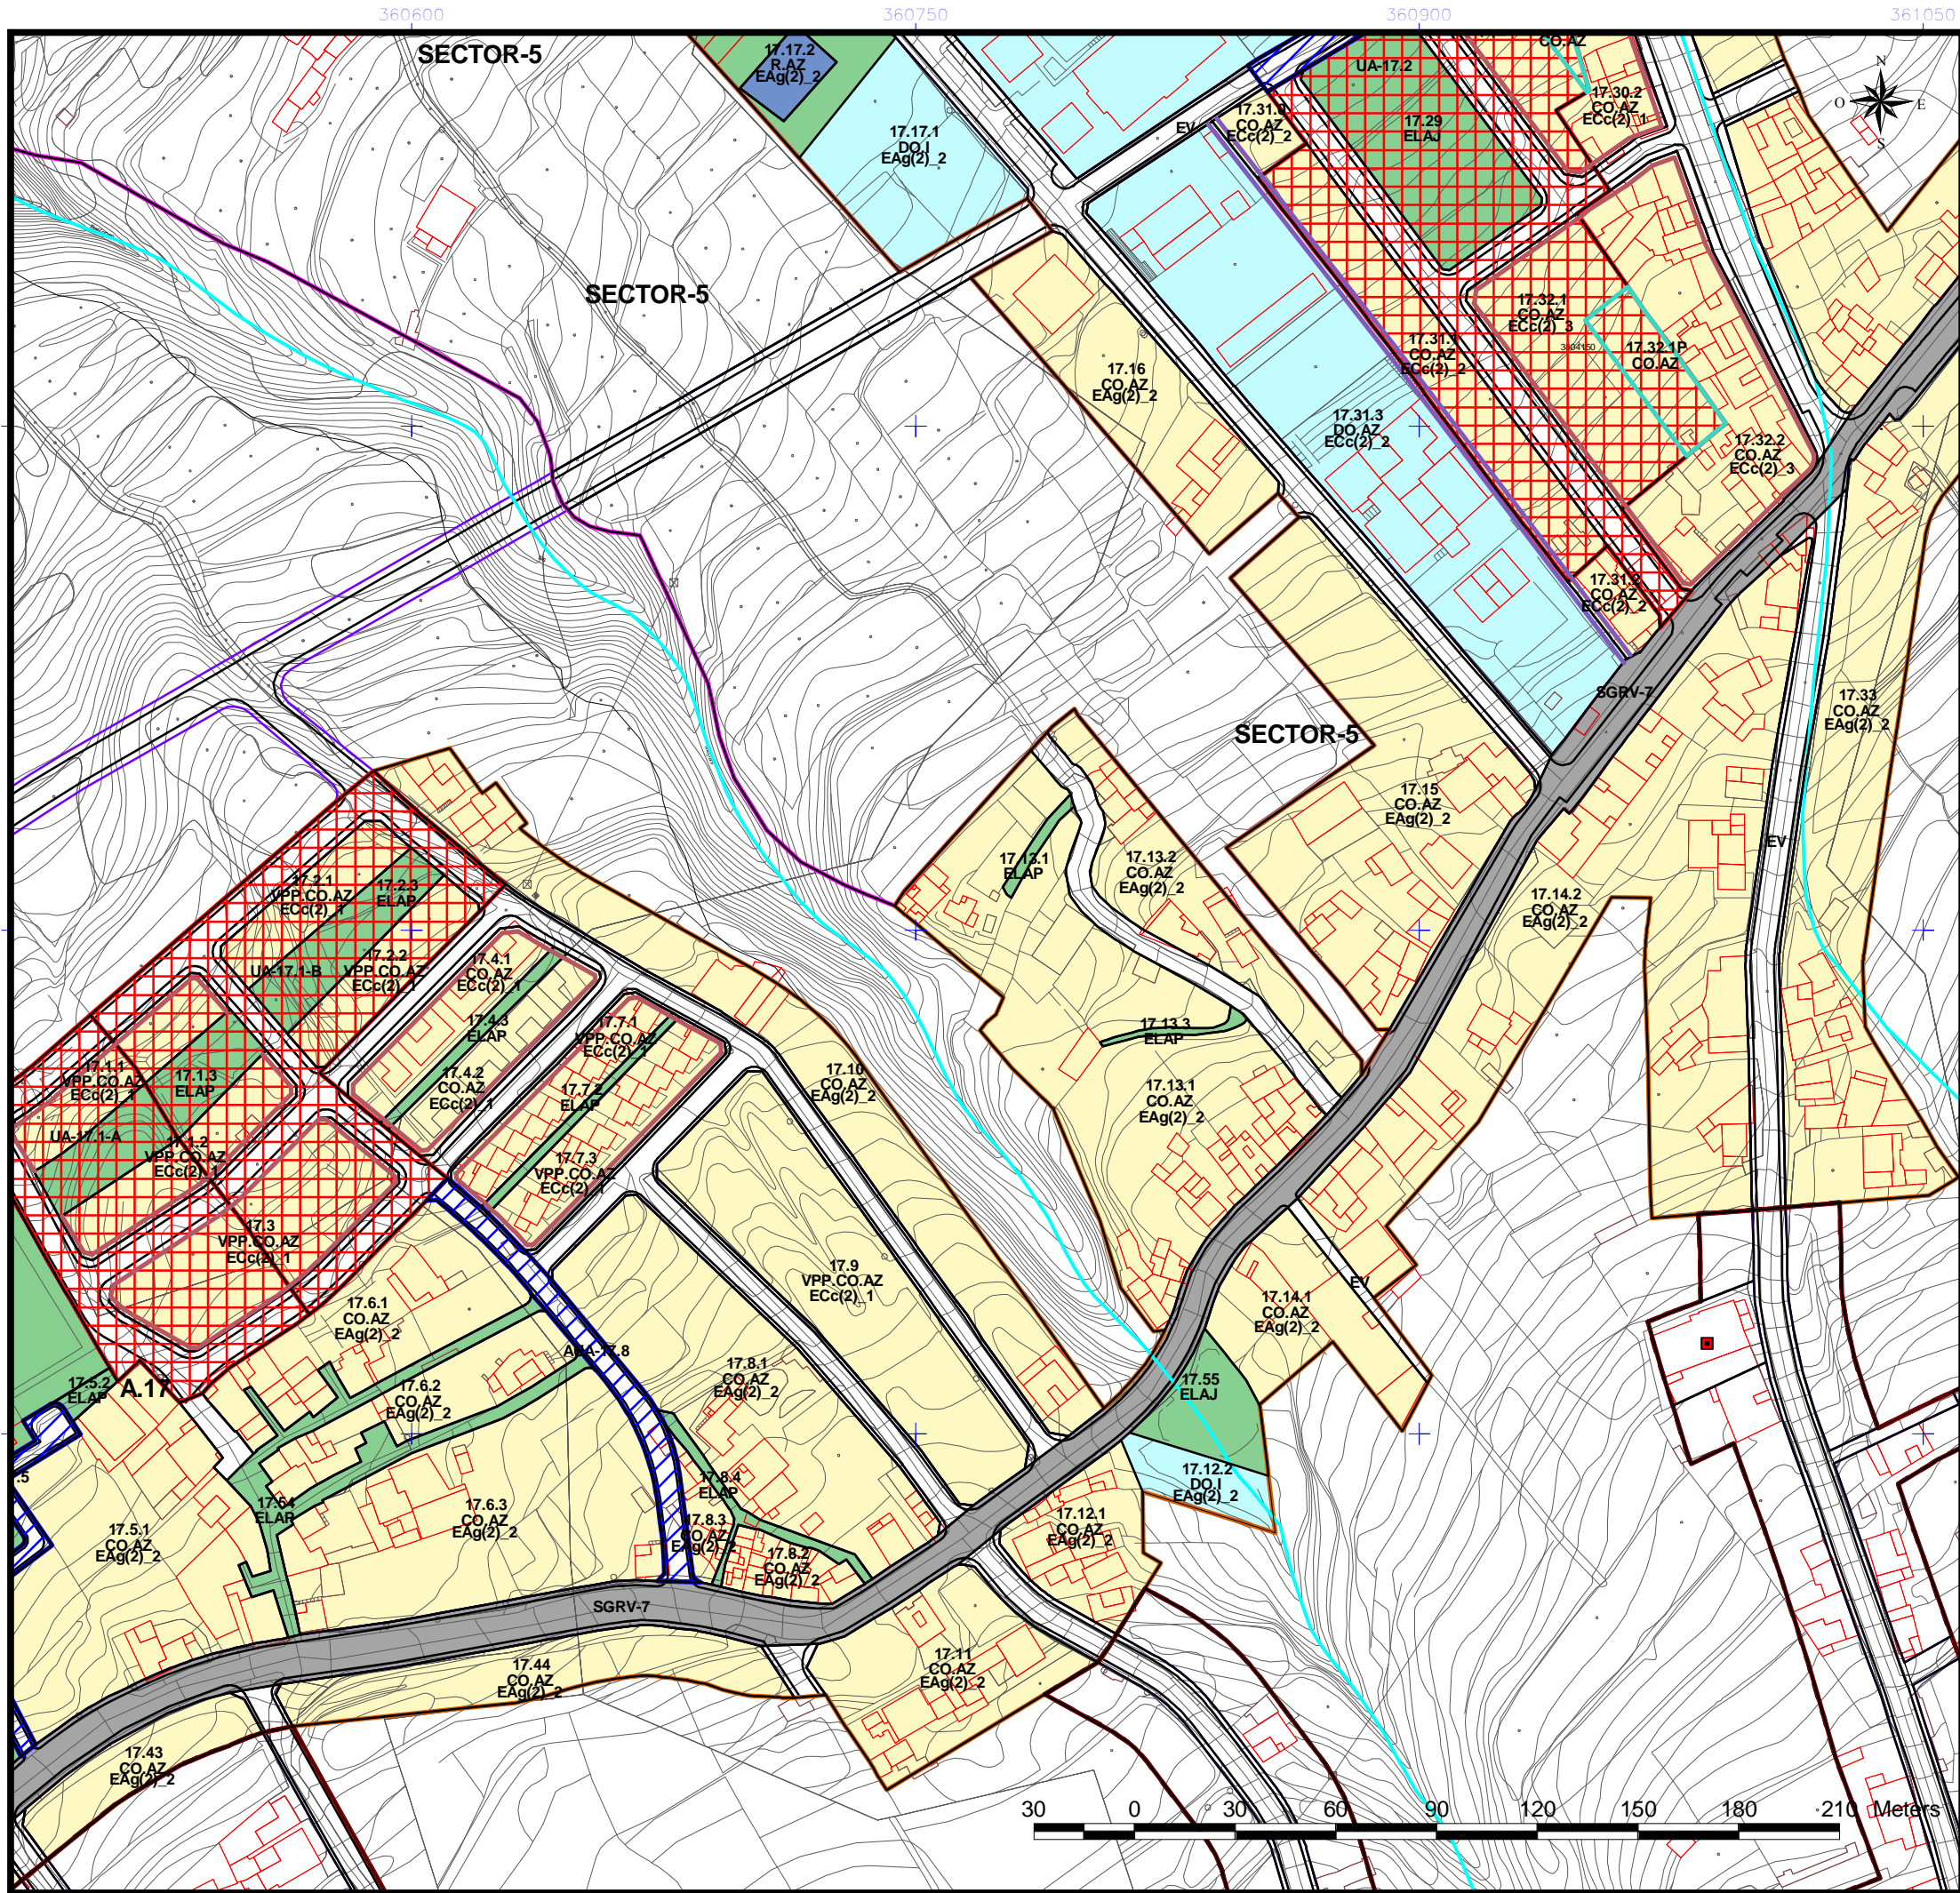 360600
360750
360900
361050
SECTOR-5
17.17.2
R.AZ
EAg(2)_2
17.17.1
DO.I
EAg(2)_2
EV
17.31.0
CO.AZ
ECc(2)_2
UA-17.2
17.29
ELAJ
CO.AZ
17.30.2
CO.AZ
ECc(2)_1
N
O
E
S
SECTOR-5
17.16
CO.AZ
EAg(2)_2
17.31.3
DO.AZ
ECc(2)_2
17.31.1
CO.AZ
ECc(2)_2
17.32.1
CO.AZ
ECc(2)_3
17.32.1P
CO.AZ
17.32.2
CO.AZ
ECc(2)_3
17.31.2
CO.AZ
ECc(2)_2
SGRV-7
17.33
CO.AZ
EAg(2)_2
SECTOR-5
17.15
CO.AZ
EAg(2)_2
EV
17.13.1
ELAP
17.13.2
CO.AZ
EAg(2)_2
17.14.2
CO.AZ
EAg(2)_2
17.2.1
VPP.CO.AZ
ECc(2)_1
17.2.3
ELAP
UA-17.1-B
17.2.2
VPP.CO.AZ
ECc(2)_1
17.4.1
CO.AZ
ECc(2)_1
17.4.3
ELAP
17.7.1
VPP.CO.AZ
ECc(2)_1
17.13.3
ELAP
17.1.1
VPP.CO.AZ
ECc(2)_1
17.1.3
ELAP
17.4.2
CO.AZ
ECc(2)_1
17.7.2
ELAP
17.10
CO.AZ
EAg(2)_2
17.13.1
CO.AZ
EAg(2)_2
UA-17.1-A
17.1.2
VPP.CO.AZ
ECc(2)_1
17.7.3
VPP.CO.AZ
ECc(2)_1
17.3
VPP.CO.AZ
ECc(2)_1
17.9
VPP.CO.AZ
ECc(2)_1
EV
17.14.1
CO.AZ
EAg(2)_2
17.6.1
CO.AZ
EAg(2)_2
AUA-17.8
17.8.1
CO.AZ
EAg(2)_2
17.55
ELAJ
17.5.2
ELAP
A.17
17.6.2
CO.AZ
EAg(2)_2
.5
17.8.4
ELAP
17.12.2
DO.I
EAg(2)_2
17.54
ELAP
17.5.1
CO.AZ
EAg(2)_2
17.6.3
CO.AZ
EAg(2)_2
17.8.3
CO.AZ
EAg(2)_2
17.8.2
CO.AZ
EAg(2)_2
17.12.1
CO.AZ
EAg(2)_2
SGRV-7
17.44
CO.AZ
EAg(2)_2
17.11
CO.AZ
EAg(2)_2
17.43
CO.AZ
EAg(2)_2
30 0 30 60 90 120 150 180 210 Meters